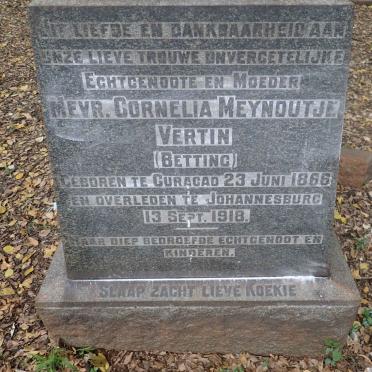 UIT LIEFDE EN DANKBAARHEID AAN
ONZE LIEVE TROUWE ONVERGETELIJKE
ECHTGENOOTE EN MOEDER
MEVR. CORNELIA MEYNOUTJE
VERTIN
(BETTING)
GEBOREN TE CURAÇAO 23 JUNI 1866
EN OVERLEDEN TE JOHANNESBURG
13 SEPT. 1918.
HAAR DIEP BEDROEFDE ECHTGENOOT EN
KINDEREN.
SLAAP ZACHT LIEVE KOEKIE